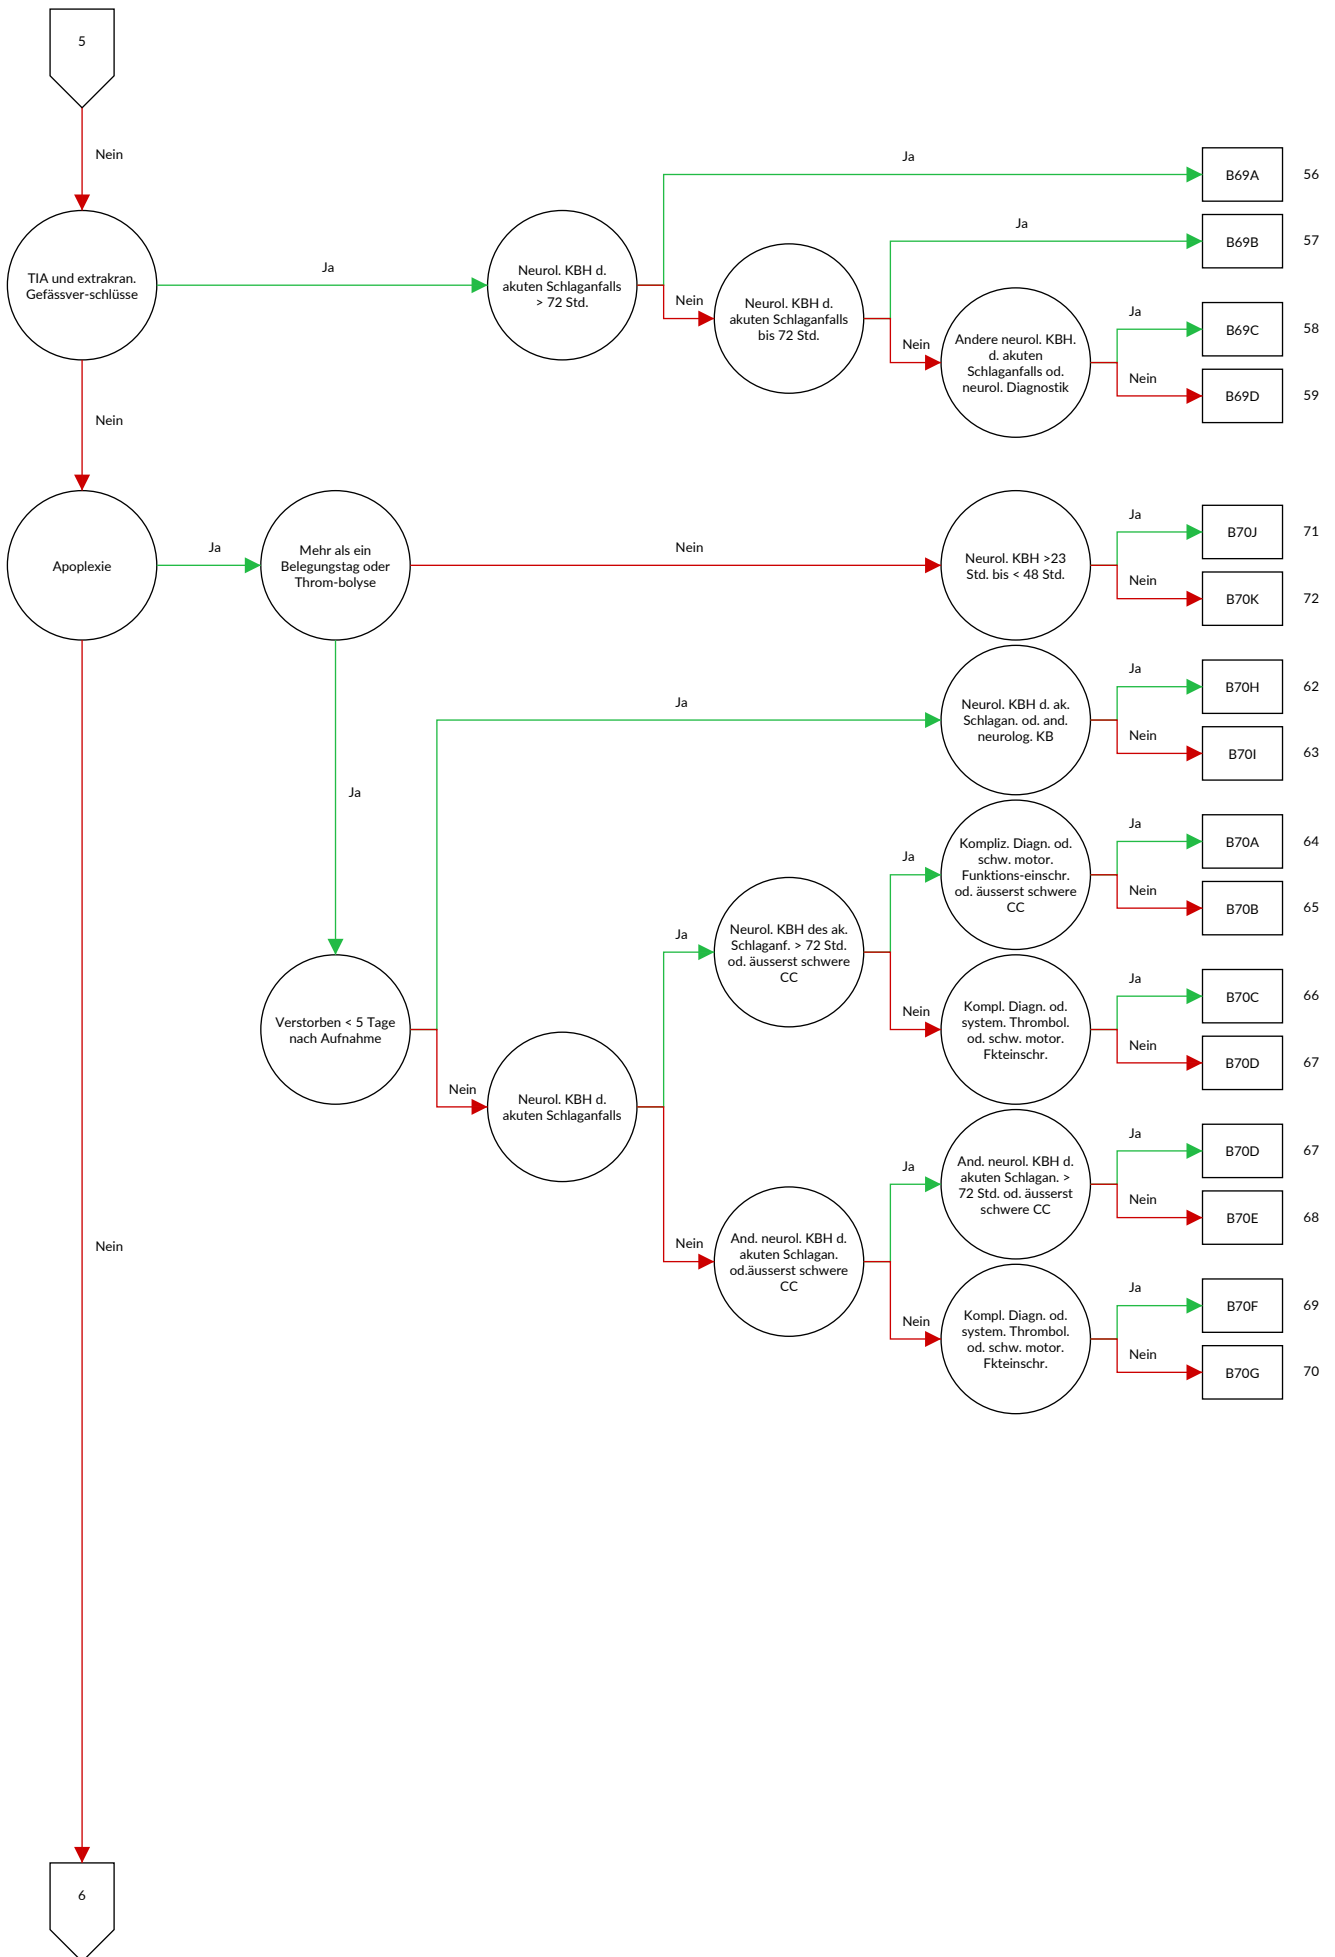 5
Nein
Ja
B69A
56
Ja
B69B
57
TIA und extrakran.
Gefässver-schlüsse
Ja
Neurol. KBH d.
akuten Schlaganfalls
> 72 Std.
Nein
Neurol. KBH d.
akuten Schlaganfalls
bis 72 Std.
Nein
Andere neurol. KBH.
d. akuten
Schlaganfalls od.
neurol. Diagnostik
Ja
B69C
58
Nein
B69D
59
Nein
Apoplexie
Ja
Mehr als ein
Belegungstag oder
Throm-bolyse
Nein
Neurol. KBH >23
Std. bis < 48 Std.
Ja
B70J
71
Nein
B70K
72
Ja
Neurol. KBH d. ak.
Schlagan. od. and.
neurolog. KB
Ja
B70H
62
Nein
B70I
63
Ja
Kompliz. Diagn. od.
schw. motor.
Funktions-einschr.
od. äusserst schwere
CC
Ja
B70A
64
Nein
B70B
65
Ja
Neurol. KBH des ak.
Schlaganf. > 72 Std.
od. äusserst schwere
CC
Ja
Nein
Kompl. Diagn. od.
system. Thrombol.
od. schw. motor.
Fkteinschr.
Ja
B70C
66
Nein
B70D
67
Verstorben < 5 Tage
nach Aufnahme
Nein
Neurol. KBH d.
akuten Schlaganfalls
Ja
And. neurol. KBH d.
akuten Schlagan. >
72 Std. od. äusserst
schwere CC
Ja
B70D
67
Nein
B70E
68
Nein
Nein
And. neurol. KBH d.
akuten Schlagan.
od.äusserst schwere
CC
Nein
Kompl. Diagn. od.
system. Thrombol.
od. schw. motor.
Fkteinschr.
Ja
B70F
69
Nein
B70G
70
6